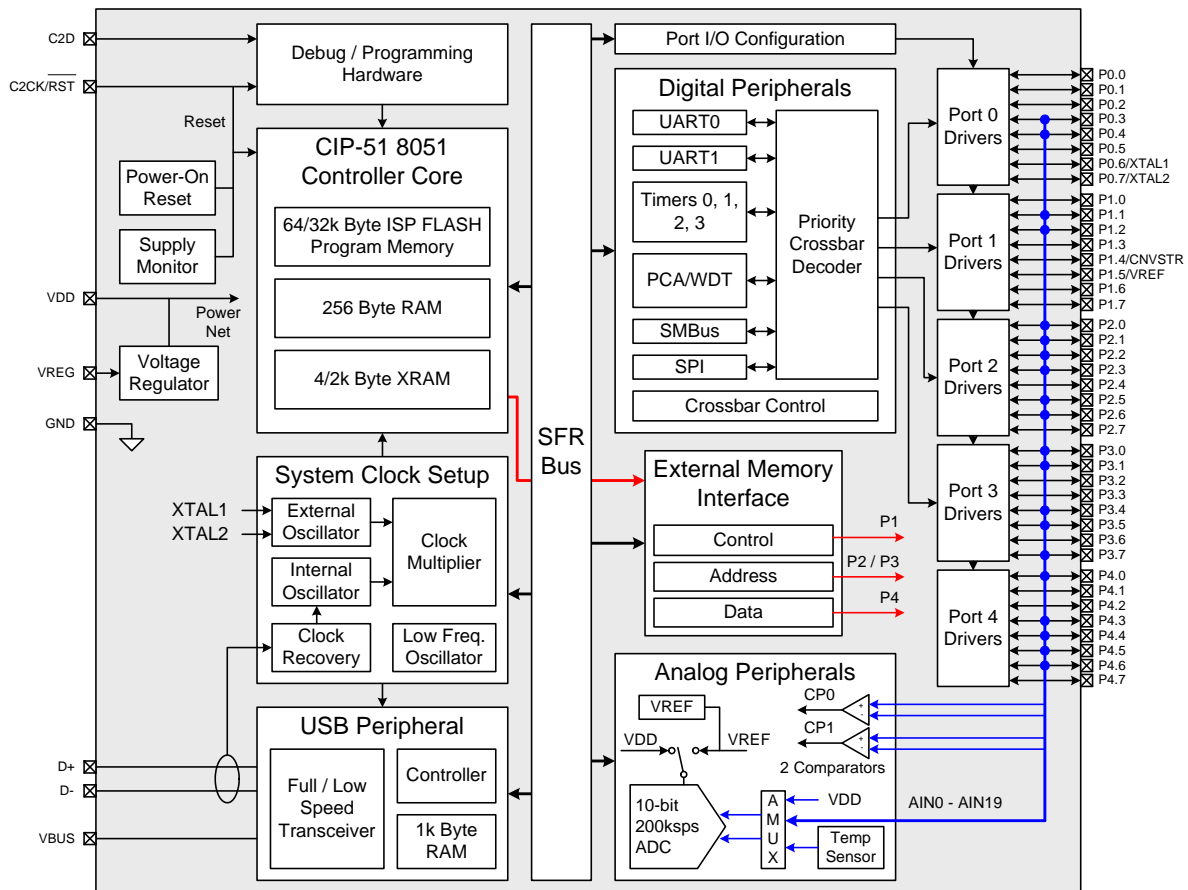 C2D
C2CK/RST
Debug / Programming
Hardware
Reset
Power-On
Reset
Supply
Monitor
VDD
Power
Net
VREG
Voltage
Regulator
GND
CIP-51 8051
Controller Core
64/32k Byte ISP FLASH
Program Memory
256 Byte RAM
4/2k Byte XRAM
System Clock Setup
XTAL1
XTAL2
External
Oscillator
Internal
Oscillator
Clock
Multiplier
Clock
Recovery
Low Freq.
Oscillator
USB Peripheral
D+
D-
VBUS
Full / Low
Speed
Transceiver
Controller
1k Byte
RAM
SFR
Bus
Port I/O Configuration
Digital Peripherals
UART0
UART1
Timers 0, 1,
2, 3
PCA/WDT
SMBus
SPI
Priority
Crossbar
Decoder
Crossbar Control
External Memory
Interface
Control
Address
Data
P1
P2 / P3
P4
Analog Peripherals
VREF
VDD
VREF
CP0
+
-
CP1
+
-
2 Comparators
10-bit
200ksps
ADC
A
M
U
X
VDD
Temp
Sensor
AIN0 - AIN19
Port 0
Drivers
Port 1
Drivers
Port 2
Drivers
Port 3
Drivers
Port 4
Drivers
P0.0
P0.1
P0.2
P0.3
P0.4
P0.5
P0.6/XTAL1
P0.7/XTAL2
P1.0
P1.1
P1.2
P1.3
P1.4/CNVSTR
P1.5/VREF
P1.6
P1.7
P2.0
P2.1
P2.2
P2.3
P2.4
P2.5
P2.6
P2.7
P3.0
P3.1
P3.2
P3.3
P3.4
P3.5
P3.6
P3.7
P4.0
P4.1
P4.2
P4.3
P4.4
P4.5
P4.6
P4.7